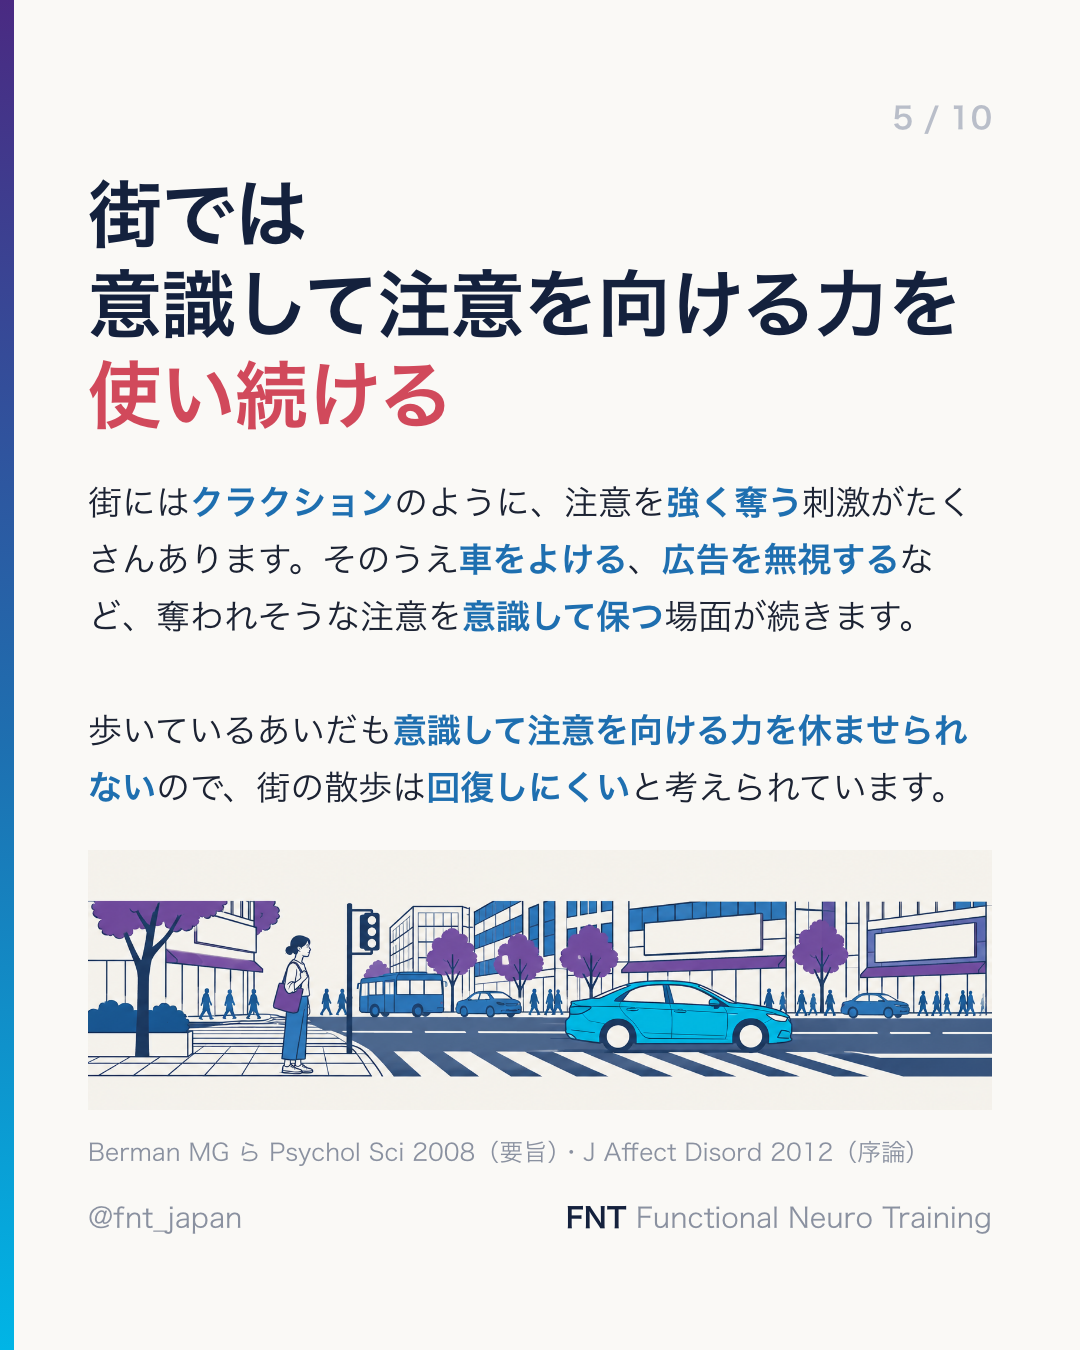 5 / 10
街では
意識して注意を向ける力を
使い続ける
街にはクラクションのように、注意を強く奪う刺激がたく
さんあります。そのうえ車をよける、広告を無視するな
ど、奪われそうな注意を意識して保つ場面が続きます。
歩いているあいだも意識して注意を向ける力を休ませられ
ないので、街の散歩は回復しにくいと考えられています。
Berman MG ら Psychol Sci 2008（要旨）・J Affect Disord 2012（序論）
@fnt_japan
FNT Functional Neuro Training